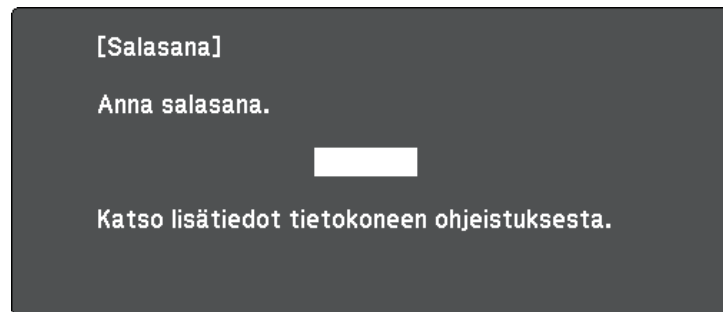 [Salasana]
Anna salasana.
Katso lisätiedot tietokoneen ohjeistuksesta.